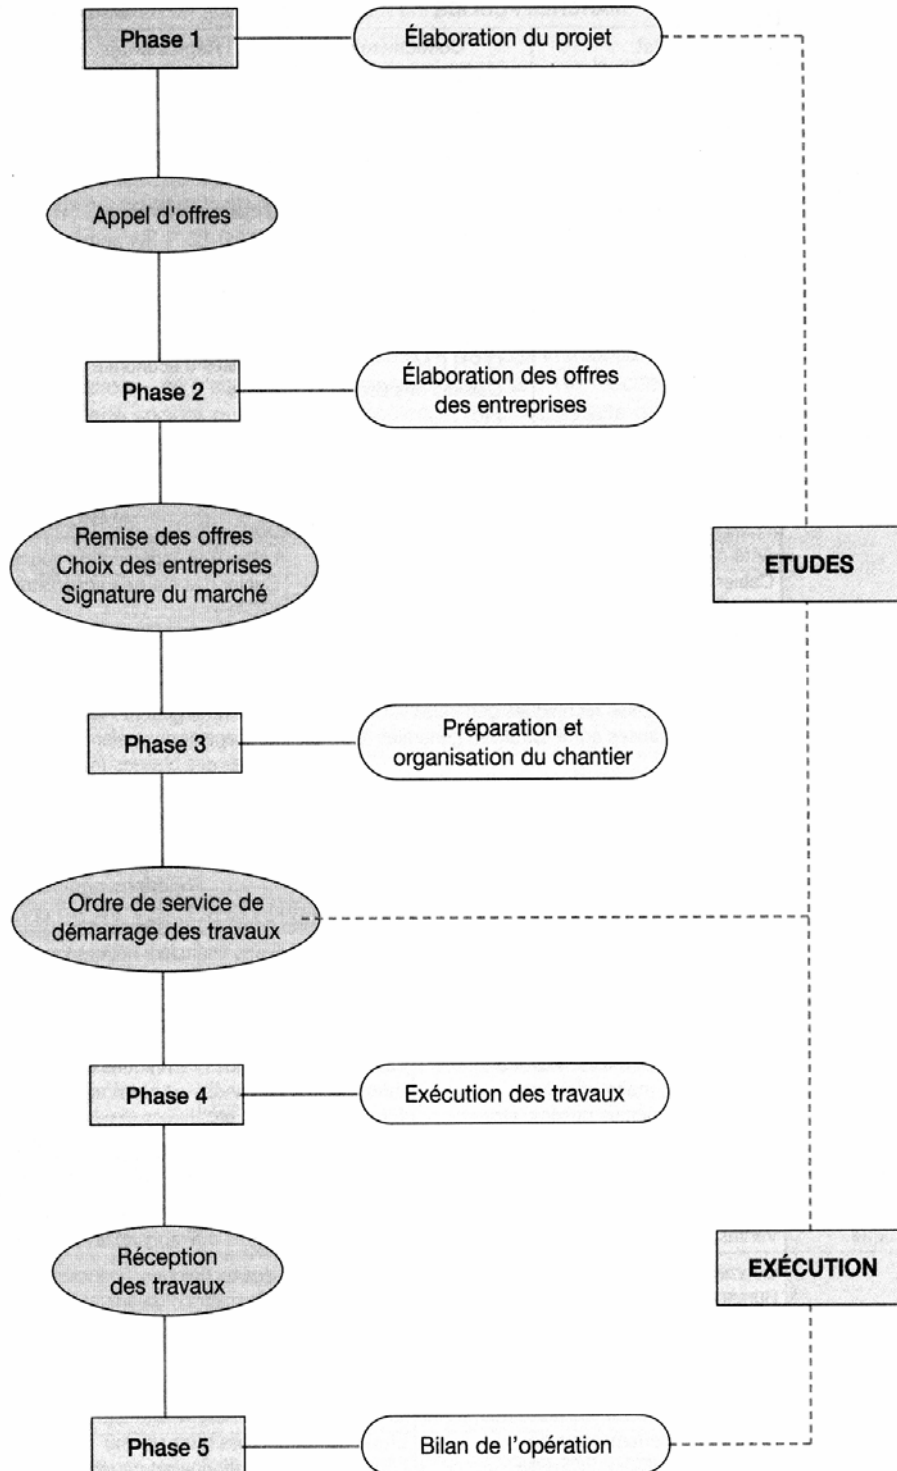 Phase 1
Élaboration du projet
Appel d'offres
Phase 2
Élaboration des offres
des entreprises
Remise des offres
Choix des entreprises
Signature du marché
ETUDES
Phase 3
Préparation et
organisation du chantier
Ordre de service de
démarrage des travaux
Phase 4
Exécution des travaux
Réception
des travaux
EXÉCUTION
Phase 5
Bilan de l'opération